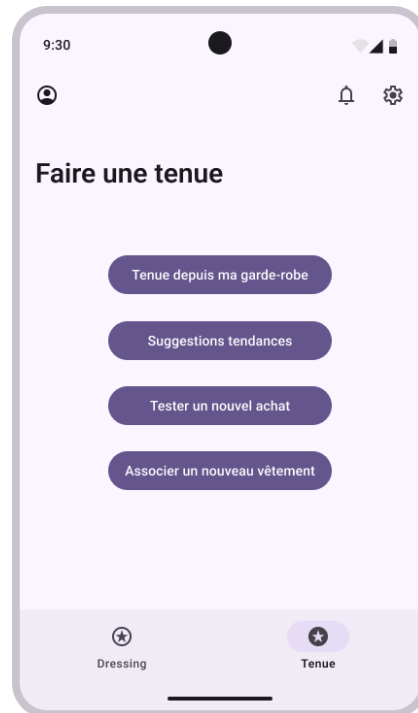 9:30
Faire une tenue
Tenue depuis ma garde-robe
Suggestions tendances
Tester un nouvel achat
Associer un nouveau vêtement
Dressing
Tenue